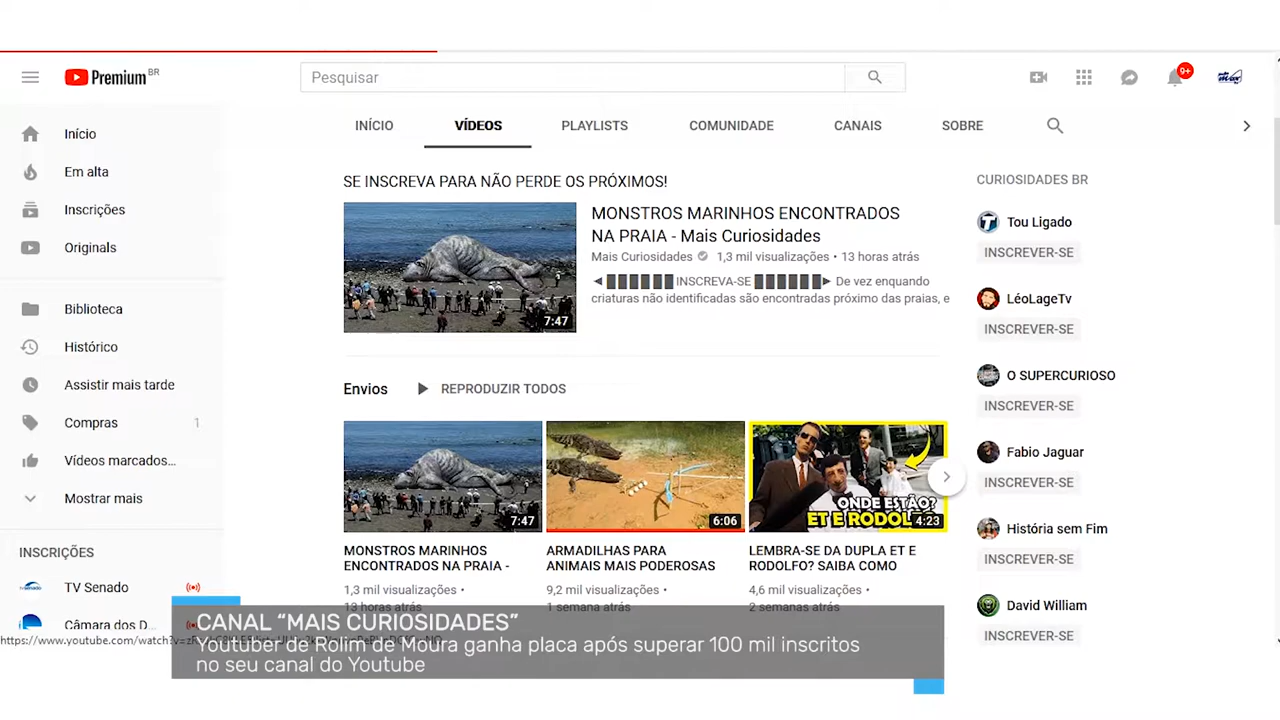 Premium BR
Pesquisar
9+
INÍCIO
VÍDEOS
PLAYLISTS
COMUNIDADE
CANAIS
SOBRE
Início
Em alta
Inscrições
Originals
Biblioteca
Histórico
Assistir mais tarde
Compras 1
Vídeos marcados...
Mostrar mais
INSCRIÇÕES
TV Senado
Câmara dos D...
SE INSCREVA PARA NÃO PERDE OS PRÓXIMOS!
7:47
MONSTROS MARINHOS ENCONTRADOS
NA PRAIA - Mais Curiosidades
Mais Curiosidades 1,3 mil visualizações • 13 horas atrás
INSCREVA-SE De vez enquando
criaturas não identificadas são encontradas próximo das praias, e
Envios REPRODUZIR TODOS
7:47
MONSTROS MARINHOS
ENCONTRADOS NA PRAIA -
1,3 mil visualizações •
13 horas atrás
6:06
ARMADILHAS PARA
ANIMAIS MAIS PODEROSAS
9,2 mil visualizações •
1 semana atrás
ONDE ESTÃO?
ET E RODOLFO
4:23
LEMBRA-SE DA DUPLA ET E
RODOLFO? SAIBA COMO
4,6 mil visualizações •
2 semanas atrás
CURIOSIDADES BR
Tou Ligado
INSCREVER-SE
LéoLageTv
INSCREVER-SE
O SUPERCURIOSO
INSCREVER-SE
Fabio Jaguar
INSCREVER-SE
História sem Fim
INSCREVER-SE
David William
INSCREVER-SE
https://www.youtube.com/watch?v=
CANAL “MAIS CURIOSIDADES”
Youtuber de Rolim de Moura ganha placa após superar 100 mil inscritos
no seu canal do Youtube